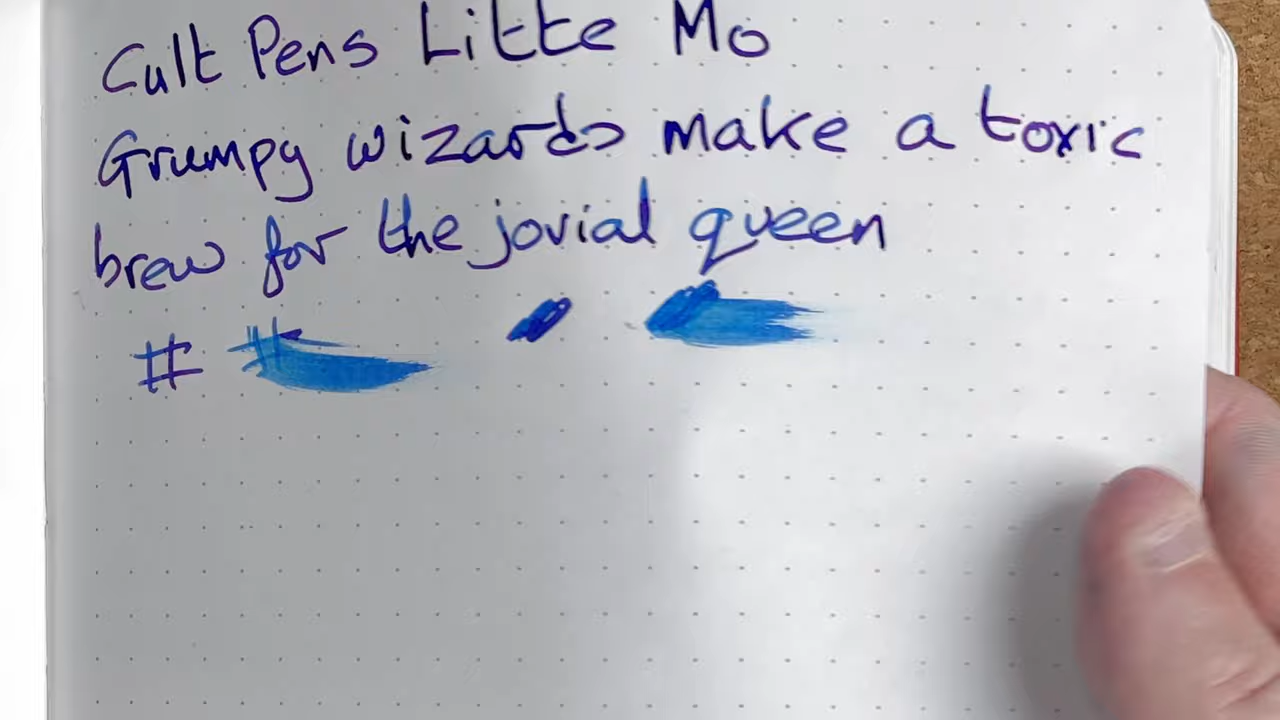 Cult Pens Litte Mo
Grumpy wizards make a toxic
brew for the jovial queen
# #